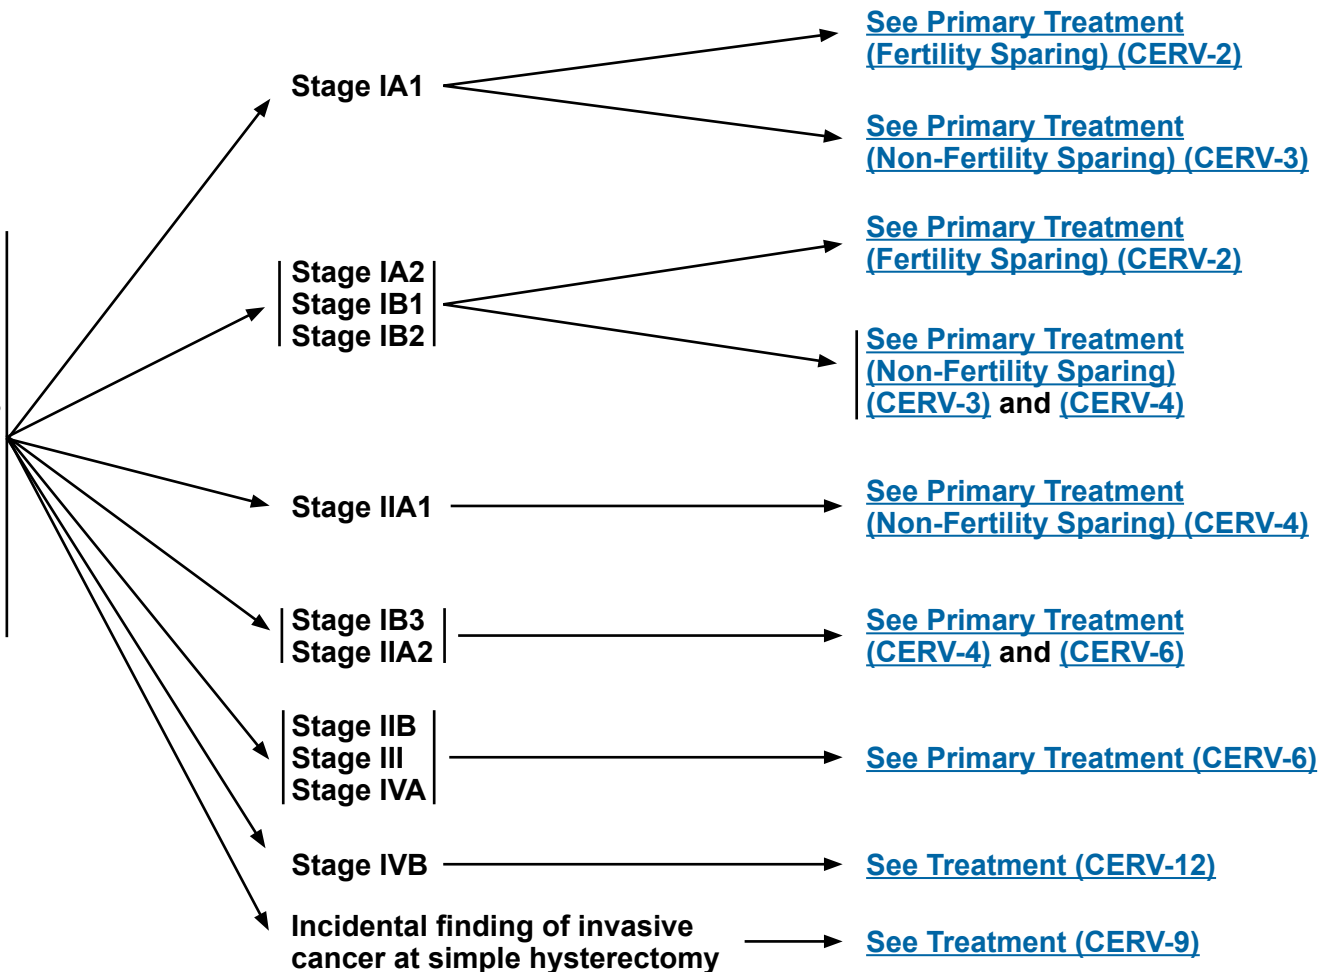 Stage IA1
See Primary Treatment
(Fertility Sparing) (CERV-2)
See Primary Treatment
(Non-Fertility Sparing) (CERV-3)
Stage IA2
Stage IB1
Stage IB2
See Primary Treatment
(Fertility Sparing) (CERV-2)
See Primary Treatment
(Non-Fertility Sparing)
(CERV-3) and (CERV-4)
Stage IIA1
See Primary Treatment
(Non-Fertility Sparing) (CERV-4)
Stage IB3
Stage IIA2
See Primary Treatment
(CERV-4) and (CERV-6)
Stage IIB
Stage III
Stage IVA
See Primary Treatment (CERV-6)
Stage IVB
See Treatment (CERV-12)
Incidental finding of invasive
cancer at simple hysterectomy
See Treatment (CERV-9)